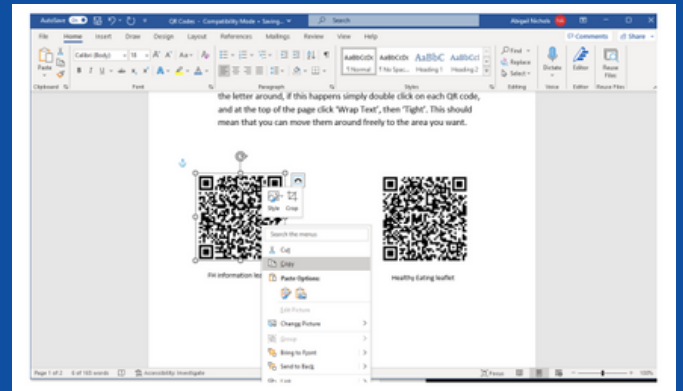 AutoSave On QR Codes - Compatibility Mode - Saving... Search Abigail Nichols
File Home Insert Draw Design Layout References Mailings Review View Help Comments Share
Paste Calibri (Body) 18 Find
Replace
Select
B I U AaBbCcDc AaBbCcDc AaBbC AaBbCc
¶ Normal ¶ No Spac... Heading 1 Heading 2 Dictate Editor Reuse
Files
Clipboard Font Paragraph Styles Editing Voice Editor Reuse Files
the letter around, if this happens simply double click on each QR code,
and at the top of the page click 'Wrap Text', then 'Tight'. This should
mean that you can move them around freely to the area you want.
Style Crop
Search the menus
Cut
Copy
FH information Healthy Eating leaflet
Paste Options:
Edit Picture
Change Picture
Group
Bring to Front
Send to Back
Link
Page 1 of 2 6 of 165 words Accessibility: Investigate Focus 100%